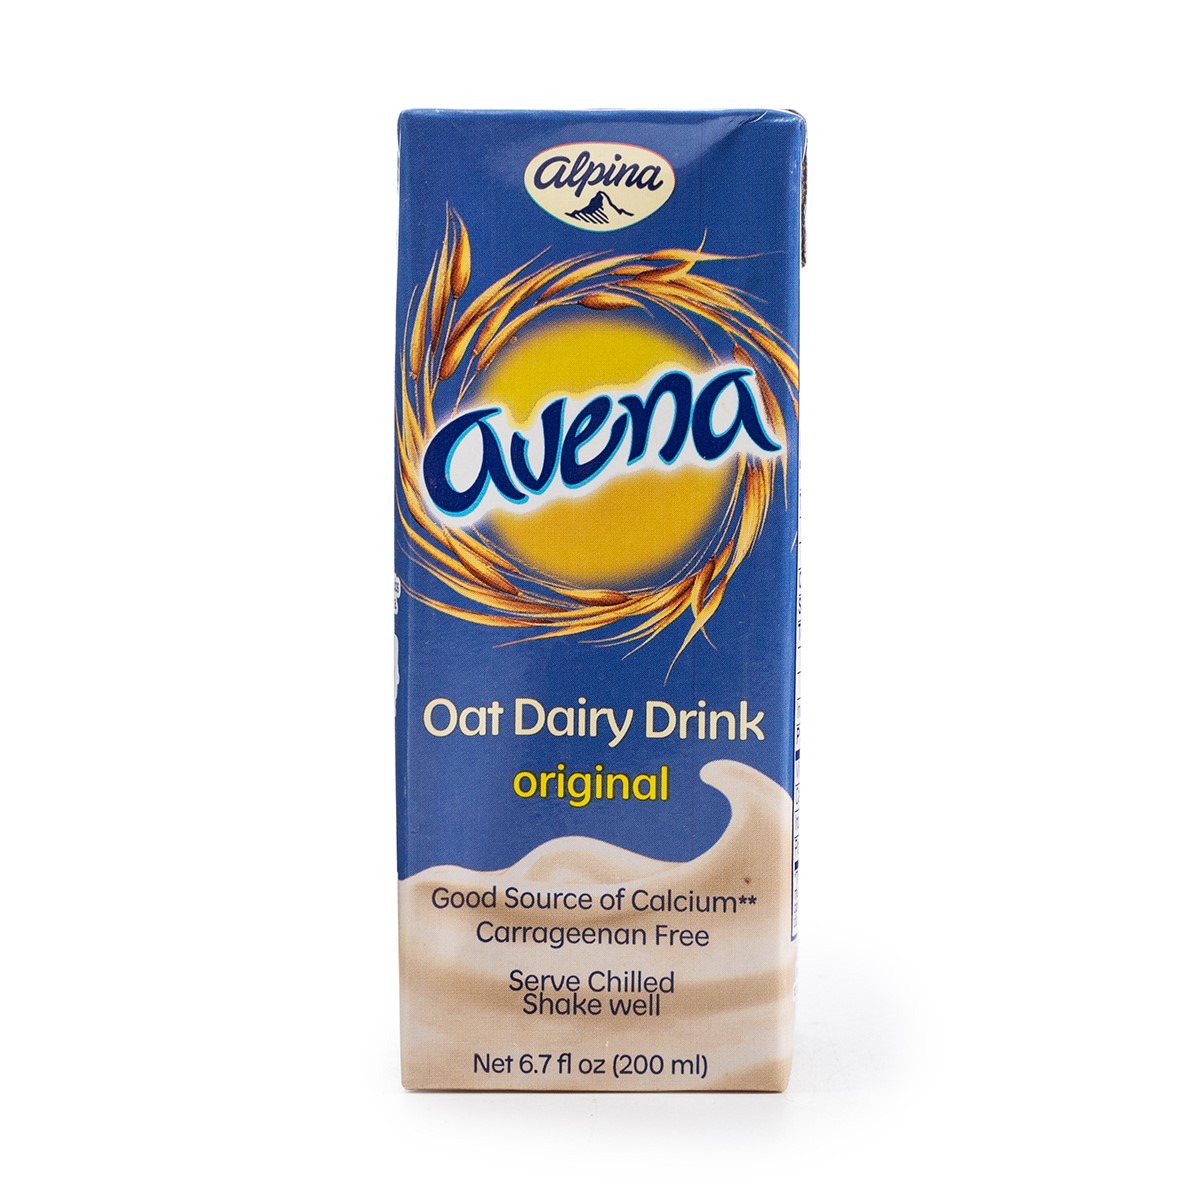 alpina
avena
Oat Dairy Drink
original
Good Source of Calcium**
Carrageenan Free
Serve Chilled
Shake well
Net 6.7 fl oz (200 ml)